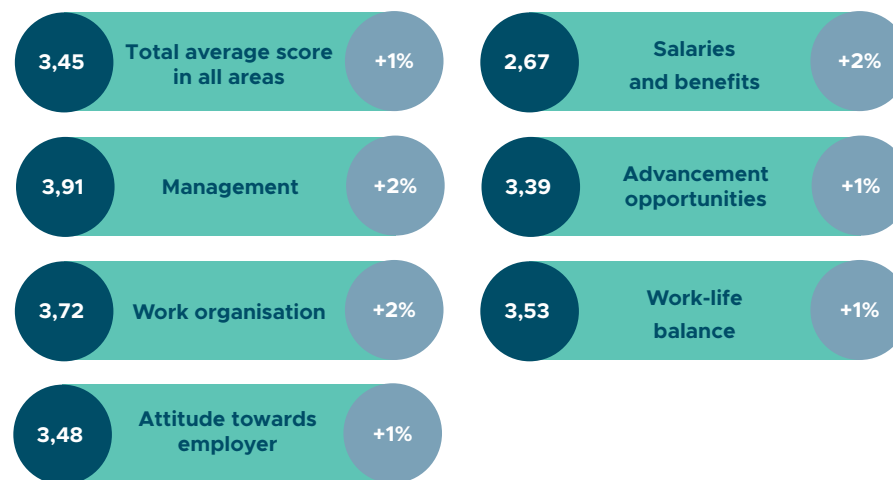 3,45
Total average score
in all areas
+1%
3,91
Management
+2%
3,72
Work organisation
+2%
3,48
Attitude towards
employer
+1%
2,67
Salaries
and benefits
+2%
3,39
Advancement
opportunities
+1%
3,53
Work-life
balance
+1%